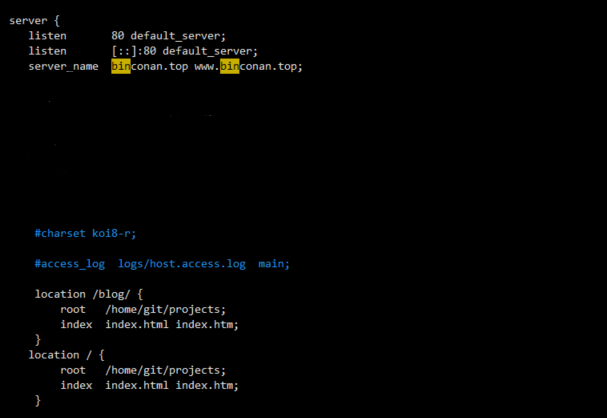 server {
listen 80 default_server;
listen [::]:80 default_server;
server_name binconan.top www.binconan.top;
#charset koi8-r;
#access_log logs/host.access.log main;
location /blog/ {
root /home/git/projects;
index index.html index.htm;
}
location / {
root /home/git/projects;
index index.html index.htm;
}